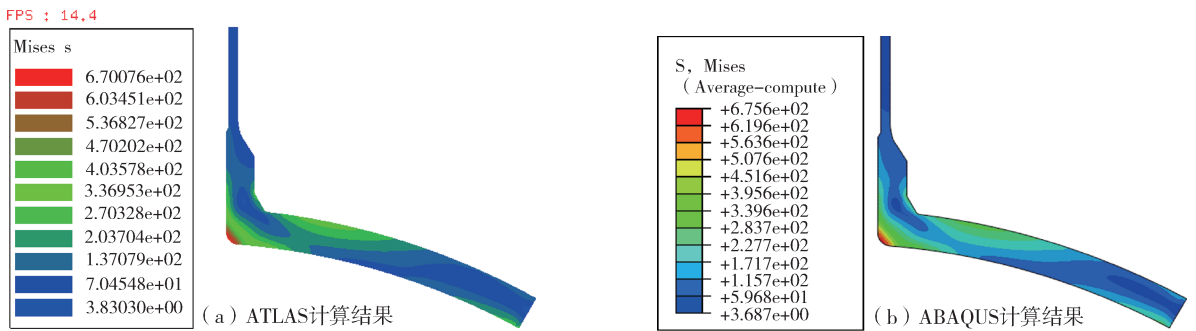 FPS : 14.4
Mises s
6.70076e+02
6.03451e+02
5.36827e+02
4.70202e+02
4.03578e+02
3.36953e+02
2.70328e+02
2.03704e+02
1.37079e+02
7.04548e+01
3.83030e+00
（a）ATLAS计算结果
S, Mises
（Average-compute）
+6.756e+02
+6.196e+02
+5.636e+02
+5.076e+02
+4.516e+02
+3.956e+02
+3.396e+02
+2.837e+02
+2.277e+02
+1.717e+02
+1.157e+02
+5.968e+01
+3.687e+00
（b）ABAQUS计算结果